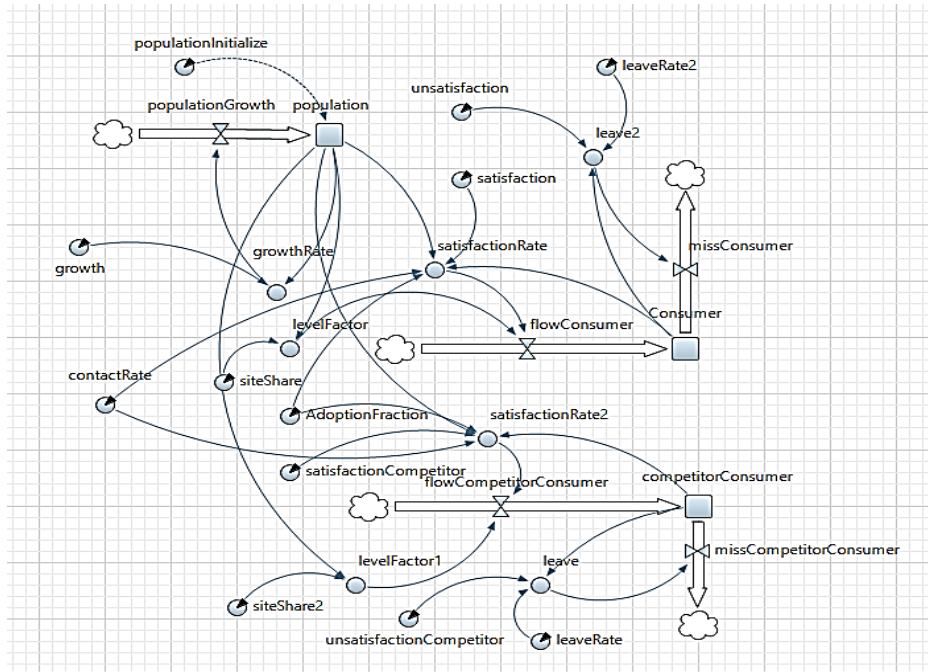 populationInitialize
leaveRate2
unsatisfaction
populationGrowth
population
leave2
satisfaction
missConsumer
satisfactionRate
growthRate
growth
Consumer
levelFactor
flowConsumer
contactRate
siteShare
AdoptionFraction
satisfactionRate2
satisfactionCompetitor
competitorConsumer
flowCompetitorConsumer
missCompetitorConsumer
levelFactor1
leave
siteShare2
unsatisfactionCompetitor
leaveRate